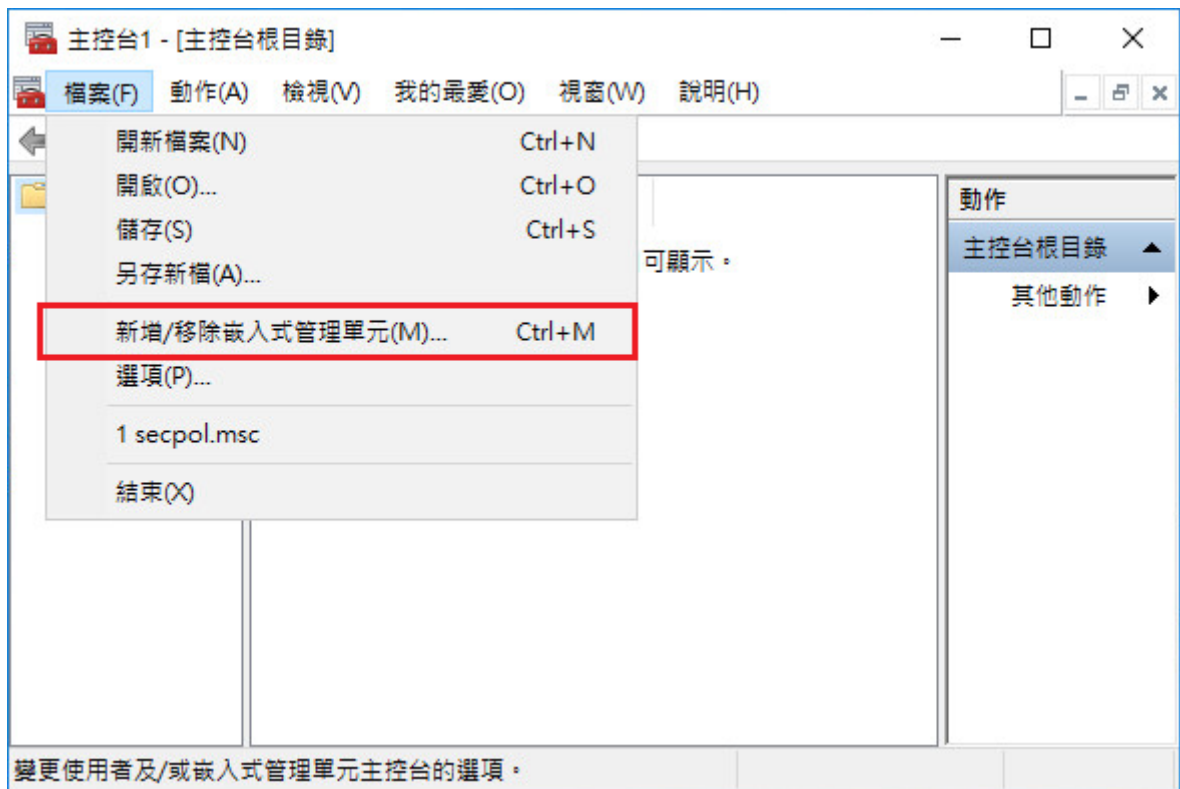 主控台1 - [主控台根目錄]
檔案(F) 動作(A) 檢視(V) 我的最愛(O) 視窗(W) 說明(H)
開新檔案(N) Ctrl+N
開啟(O)... Ctrl+O
儲存(S) Ctrl+S
另存新檔(A)...
新增/移除嵌入式管理單元(M)... Ctrl+M
選項(P)...
1 secpol.msc
結束(X)
可顯示。
動作
主控台根目錄
其他動作
變更使用者及/或嵌入式管理單元主控台的選項。